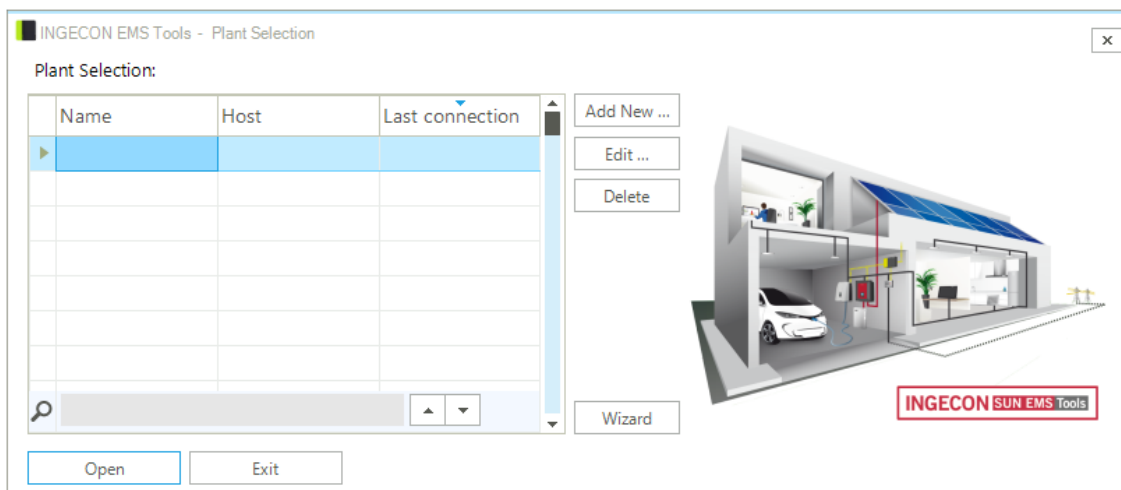 INGECON EMS Tools - Plant Selection
Plant Selection:
Name Host Last connection
Add New ...
Edit ...
Delete
Wizard
INGECON SUN EMS Tools
Open Exit